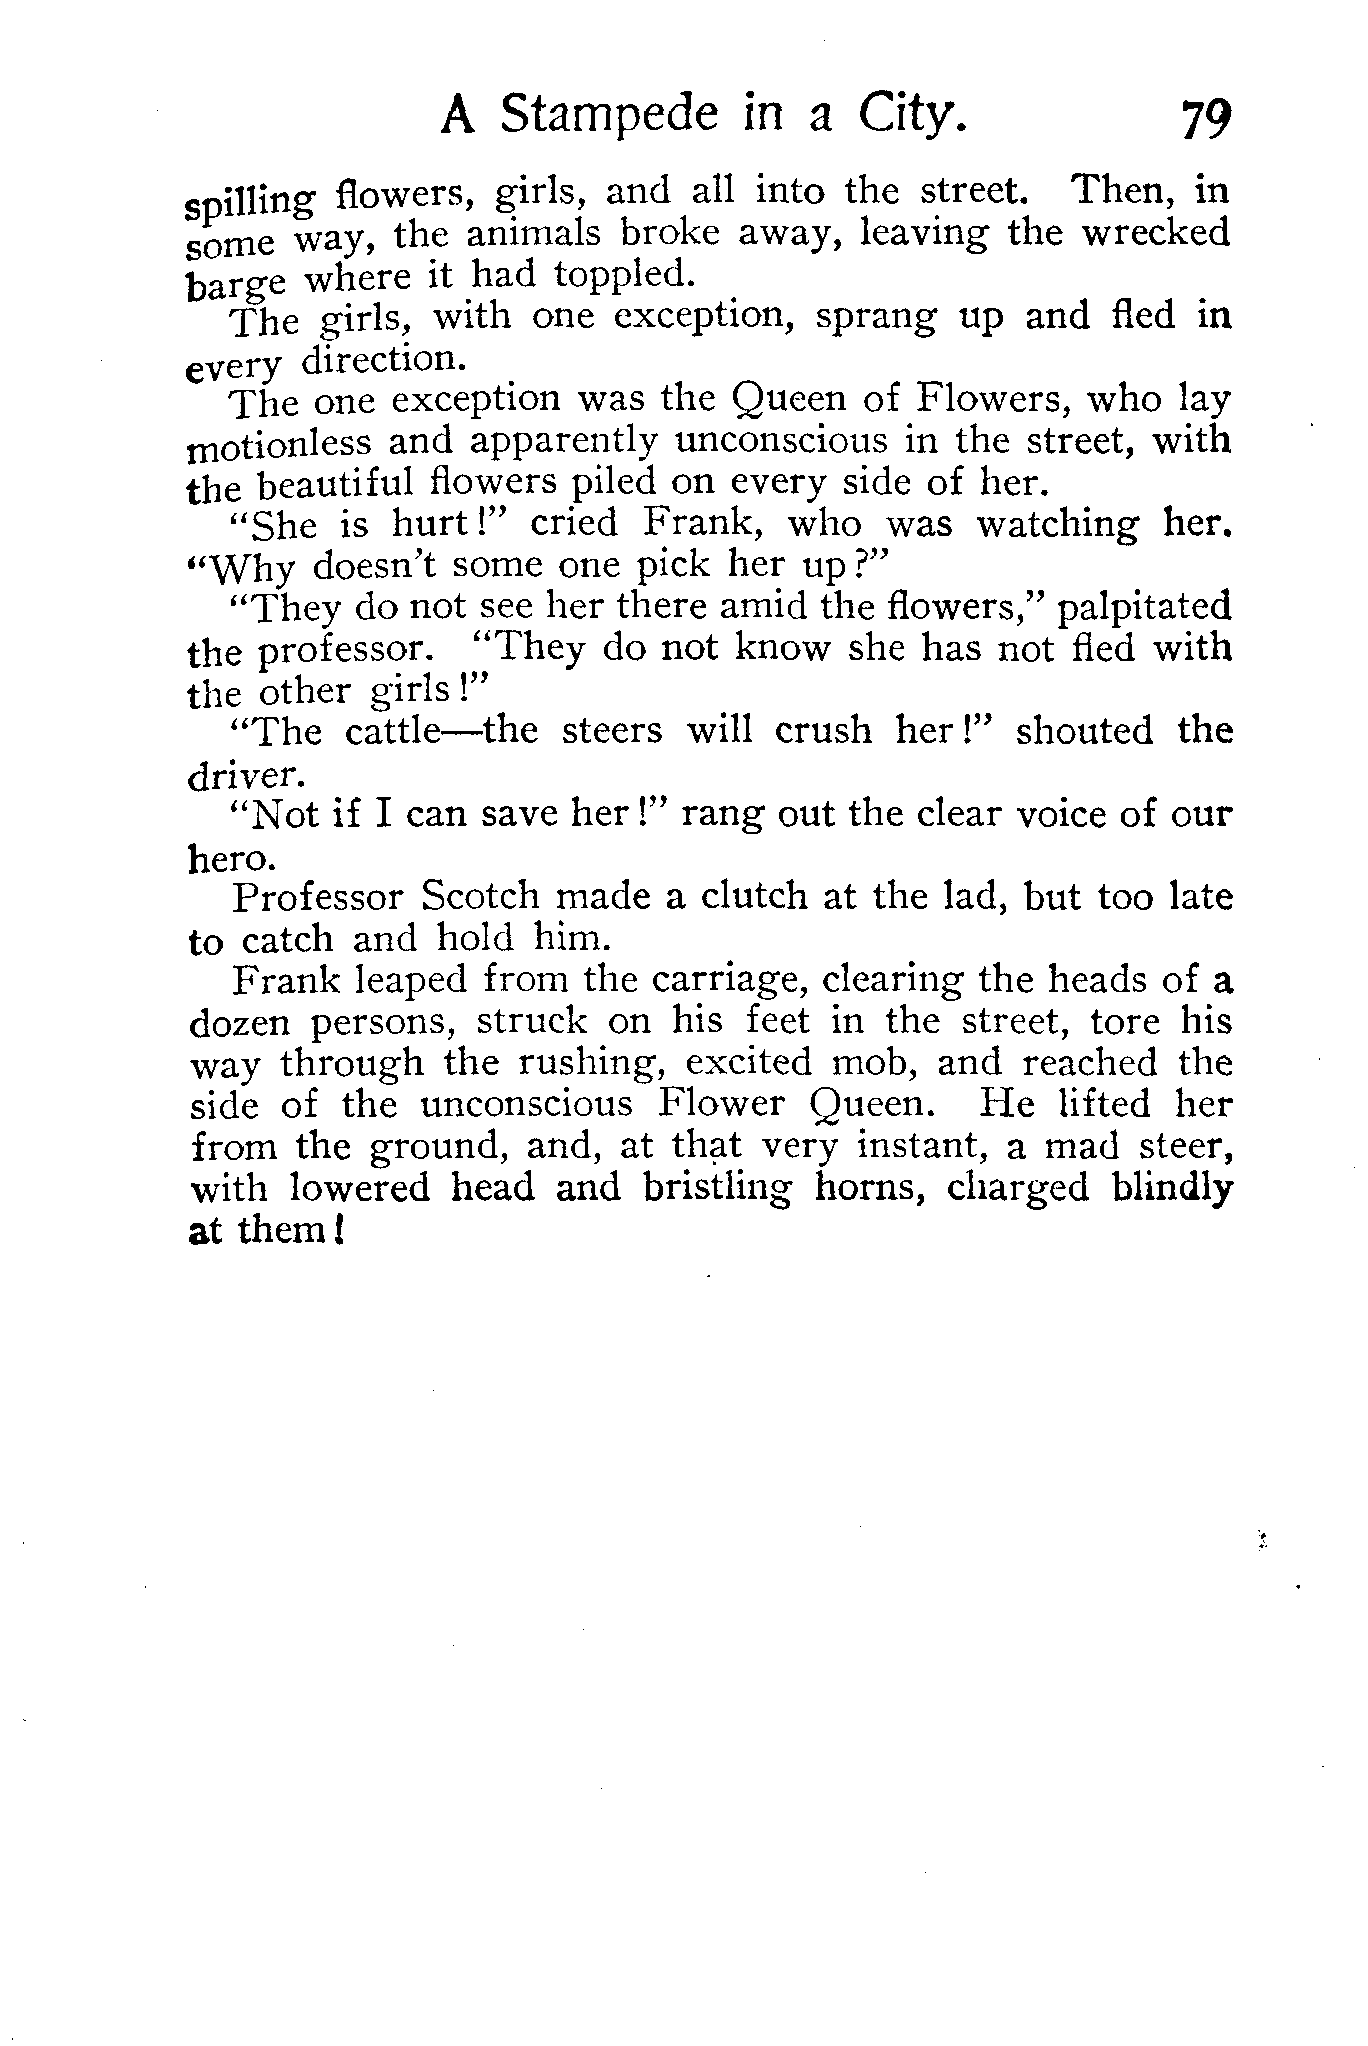 A Stampede in a City. 79
spilling flowers, girls, and all into the street. Then, in
some way, the animals broke away, leaving the wrecked
barge where it had toppled.
The girls, with one exception, sprang up and fled in
every direction.
The one exception was the Queen of Flowers, who lay
motionless and apparently unconscious in the street, with
the beautiful flowers piled on every side of her.
“She is hurt!” cried Frank, who was watching her.
“Why doesn’t some one pick her up?”
“They do not see her there amid the flowers,” palpitated
the professor. “They do not know she has not fled with
the other girls!”
“The cattle—the steers will crush her!” shouted the
driver.
“Not if I can save her!” rang out the clear voice of our
hero.
Professor Scotch made a clutch at the lad, but too late
to catch and hold him.
Frank leaped from the carriage, clearing the heads of a
dozen persons, struck on his feet in the street, tore his
way through the rushing, excited mob, and reached the
side of the unconscious Flower Queen. He lifted her
from the ground, and, at that very instant, a mad steer,
with lowered head and bristling horns, charged blindly
at them!